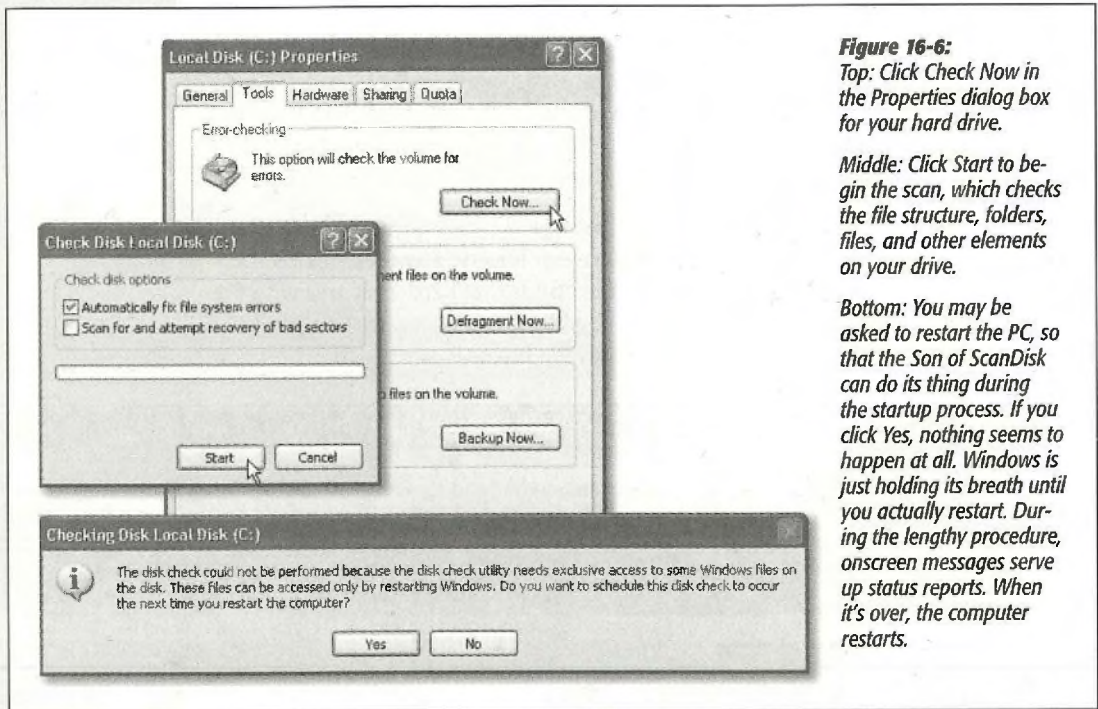 Local Disk (C:) Properties
General Tools Hardware Sharing Quota
Error-checking
This option will check the volume for
errors.
Check Now...
Check Disk Local Disk (C:)
Check disk options
Automatically fix file system errors
Scan for and attempt recovery of bad sectors
Start Cancel
ent files on the volume.
Defragment Now...
files on the volume.
Backup Now...
Checking Disk Local Disk (C:)
The disk check could not be performed because the disk check utility needs exclusive access to some Windows files on
the disk. These files can be accessed only by restarting Windows. Do you want to schedule this disk check to occur
the next time you restart the computer?
Yes No
Figure 16-6:
Top: Click Check Now in
the Properties dialog box
for your hard drive.
Middle: Click Start to be-
gin the scan, which checks
the file structure, folders,
files, and other elements
on your drive.
Bottom: You may be
asked to restart the PC, so
that the Son of ScanDisk
can do its thing during
the startup process. If you
click Yes, nothing seems to
happen at all. Windows is
just holding its breath until
you actually restart. Dur-
ing the lengthy procedure,
onscreen messages serve
up status reports. When
it's over, the computer
restarts.